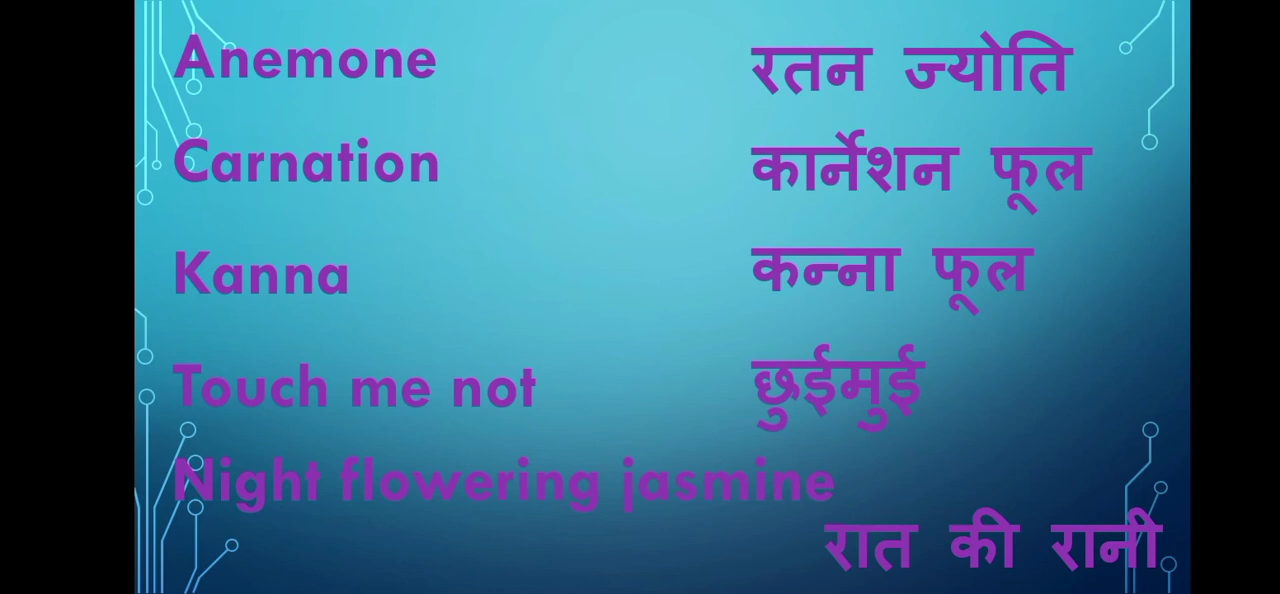 Anemone रतन ज्योति
Carnation कार्नेशन फूल
Kanna कन्ना फूल
Touch me not छुईमुई
Night flowering jasmine
रात की रानी